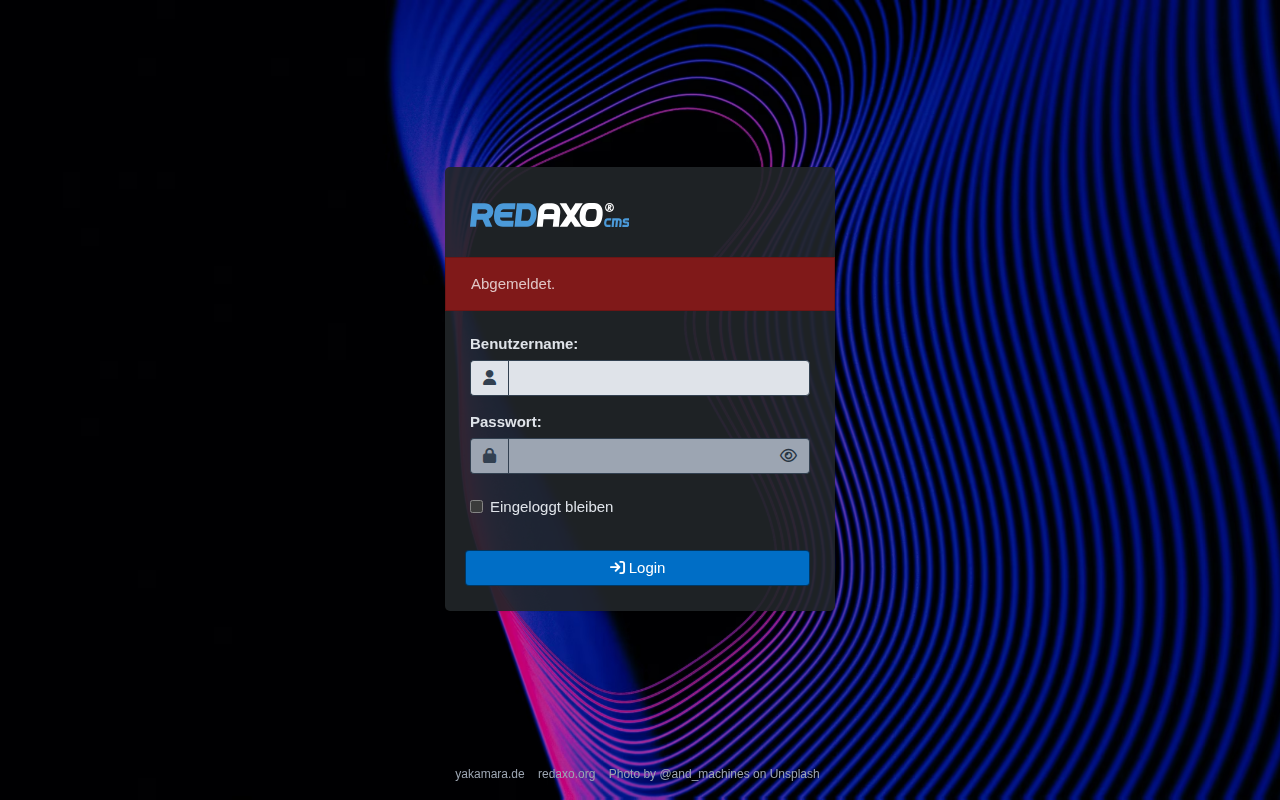 REDAXO® cms
Abgemeldet.
Benutzername:
Passwort:
Eingeloggt bleiben
Login
yakamara.de redaxo.org Photo by @and_machines on Unsplash